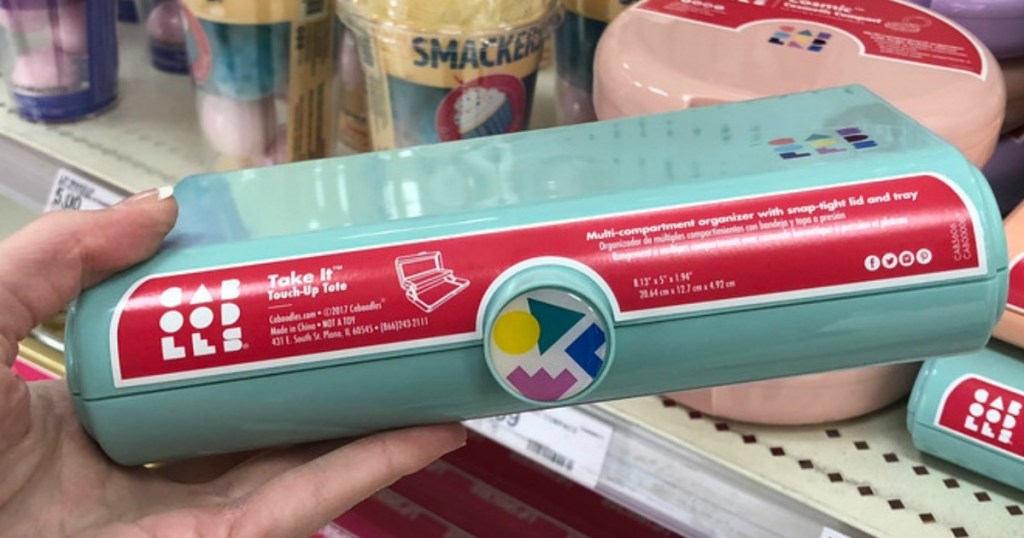 SMACKER
Cosmic™
CAB
OOD
LES®
Take It™
Touch-Up Tote
Caboodles.com • ©2017 Caboodles®
Made in China • NOT A TOY
431 E. South St. Plano, IL 60545 • (866)243-2111
Multi-compartment organizer with snap-tight lid and tray
Organizador de múltiples compartimientos con bandeja y tapa a presión
8.13" x 5" x 1.94"
20.64 cm x 12.7 cm x 4.92 cm
5.00
CAB
OOD
LES